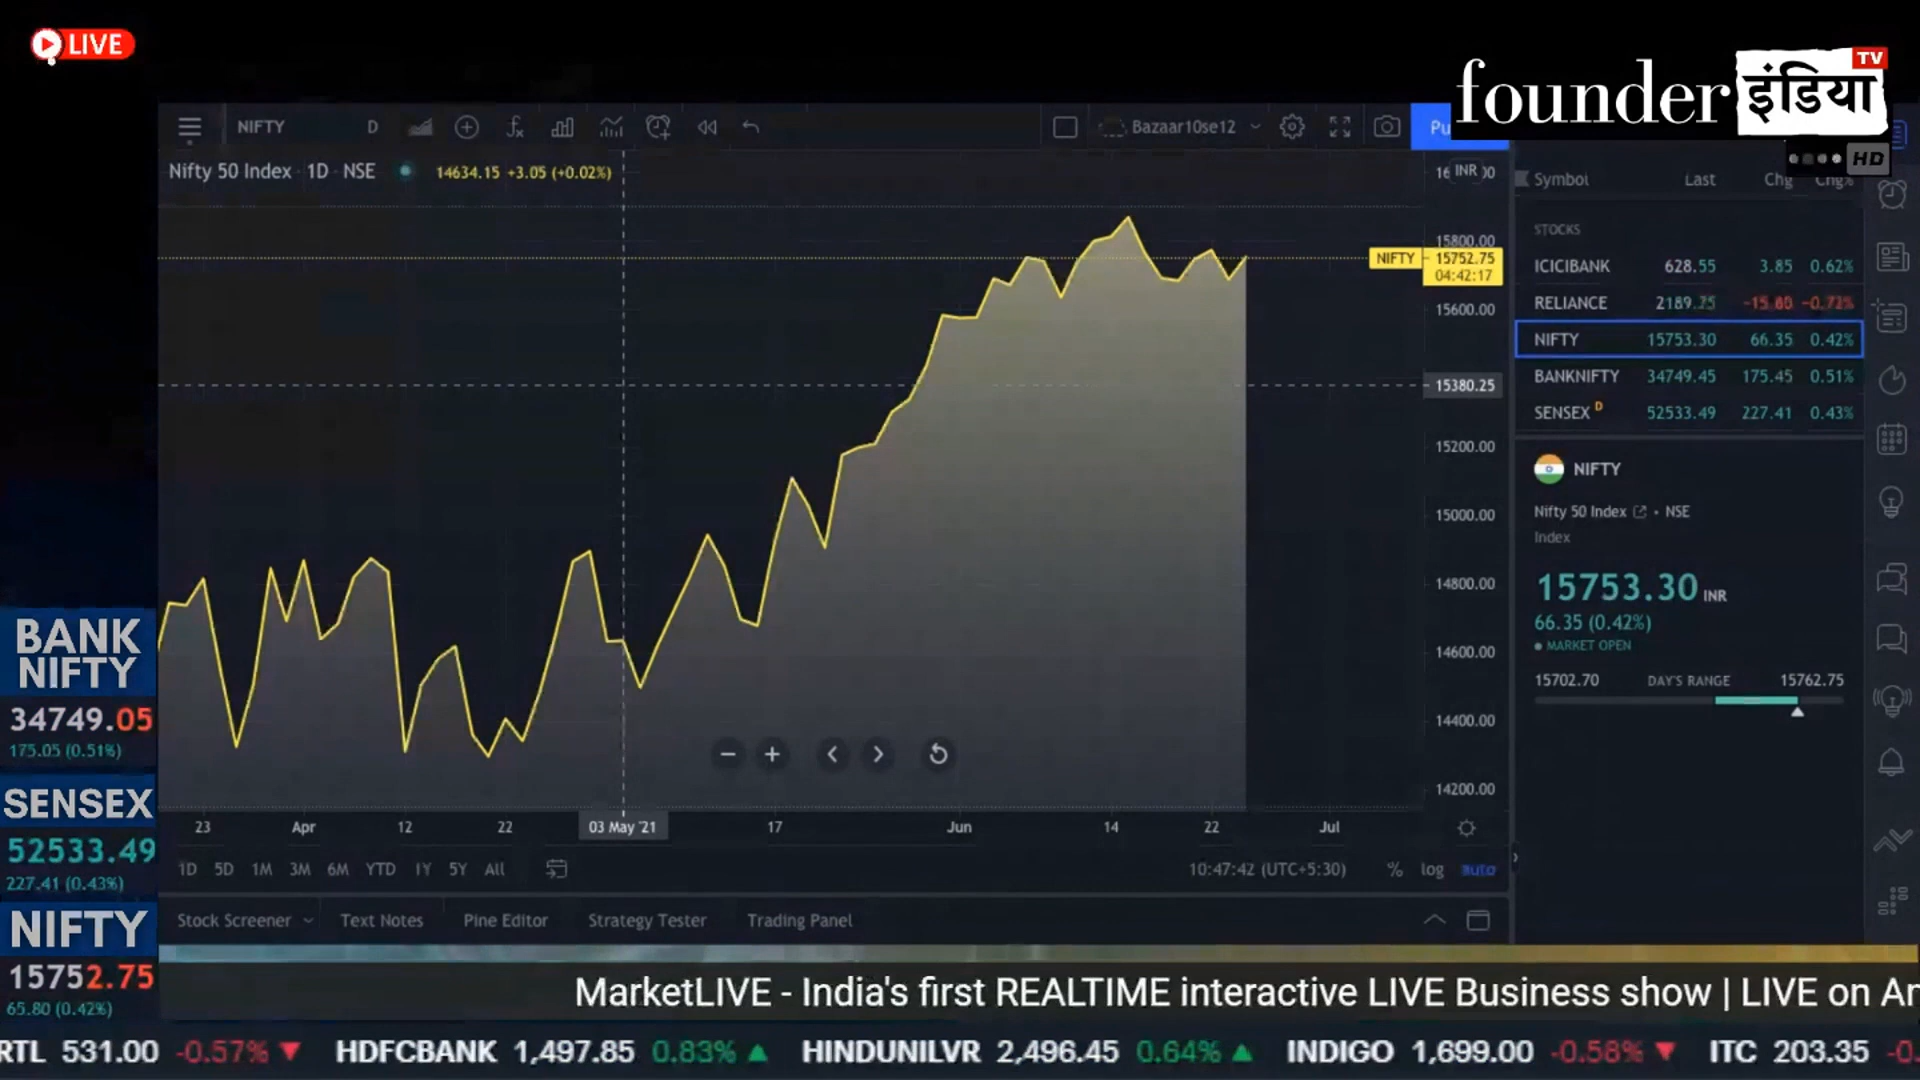 LIVE
founder इंडिया TV
HD
NIFTY D Bazaar10se12 Pu
Nifty 50 Index · 1D · NSE 14634.15 +3.05 (+0.02%)
INR
Symbol Last Chg Chg%
STOCKS
ICICIBANK 628.55 3.85 0.62%
RELIANCE 2189.25 -15.80 -0.72%
NIFTY 15753.30 66.35 0.42%
BANKNIFTY 34749.45 175.45 0.51%
SENSEX D 52533.49 227.41 0.43%
15800.00
NIFTY 15752.75
04:42:17
15600.00
15380.25
15200.00
15000.00
14800.00
14600.00
14400.00
14200.00
NIFTY
Nifty 50 Index · NSE
Index
15753.30 INR
66.35 (0.42%)
MARKET OPEN
15702.70 DAY'S RANGE 15762.75
23 Apr 12 22 03 May '21 17 Jun 14 22 Jul
1D 5D 1M 3M 6M YTD 1Y 5Y All 10:47:42 (UTC+5:30) % log auto
Stock Screener Text Notes Pine Editor Strategy Tester Trading Panel
BANK
NIFTY
34749.05
175.05 (0.51%)
SENSEX
52533.49
227.41 (0.43%)
NIFTY
15752.75
65.80 (0.42%)
MarketLIVE - India's first REALTIME interactive LIVE Business show | LIVE on
RTL 531.00 -0.57% ▼ HDFCBANK 1,497.85 0.83% ▲ HINDUNILVR 2,496.45 0.64% ▲ INDIGO 1,699.00 -0.58% ▼ ITC 203.35 -0.